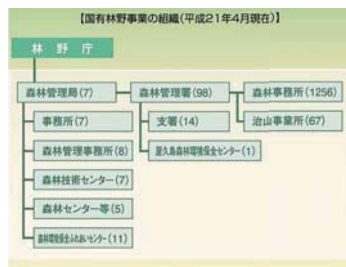 【国有林野事業の組織(平成21年4月現在)】
林野庁
森林管理局(7)
森林管理署(98)
森林事務所(1256)
事務所(7)
支署(14)
治山事業所(67)
森林管理事務所(8)
屋久島森林環境保全センター(1)
森林技術センター(7)
森林センター等(5)
森林環境保全ふれあいセンター(11)